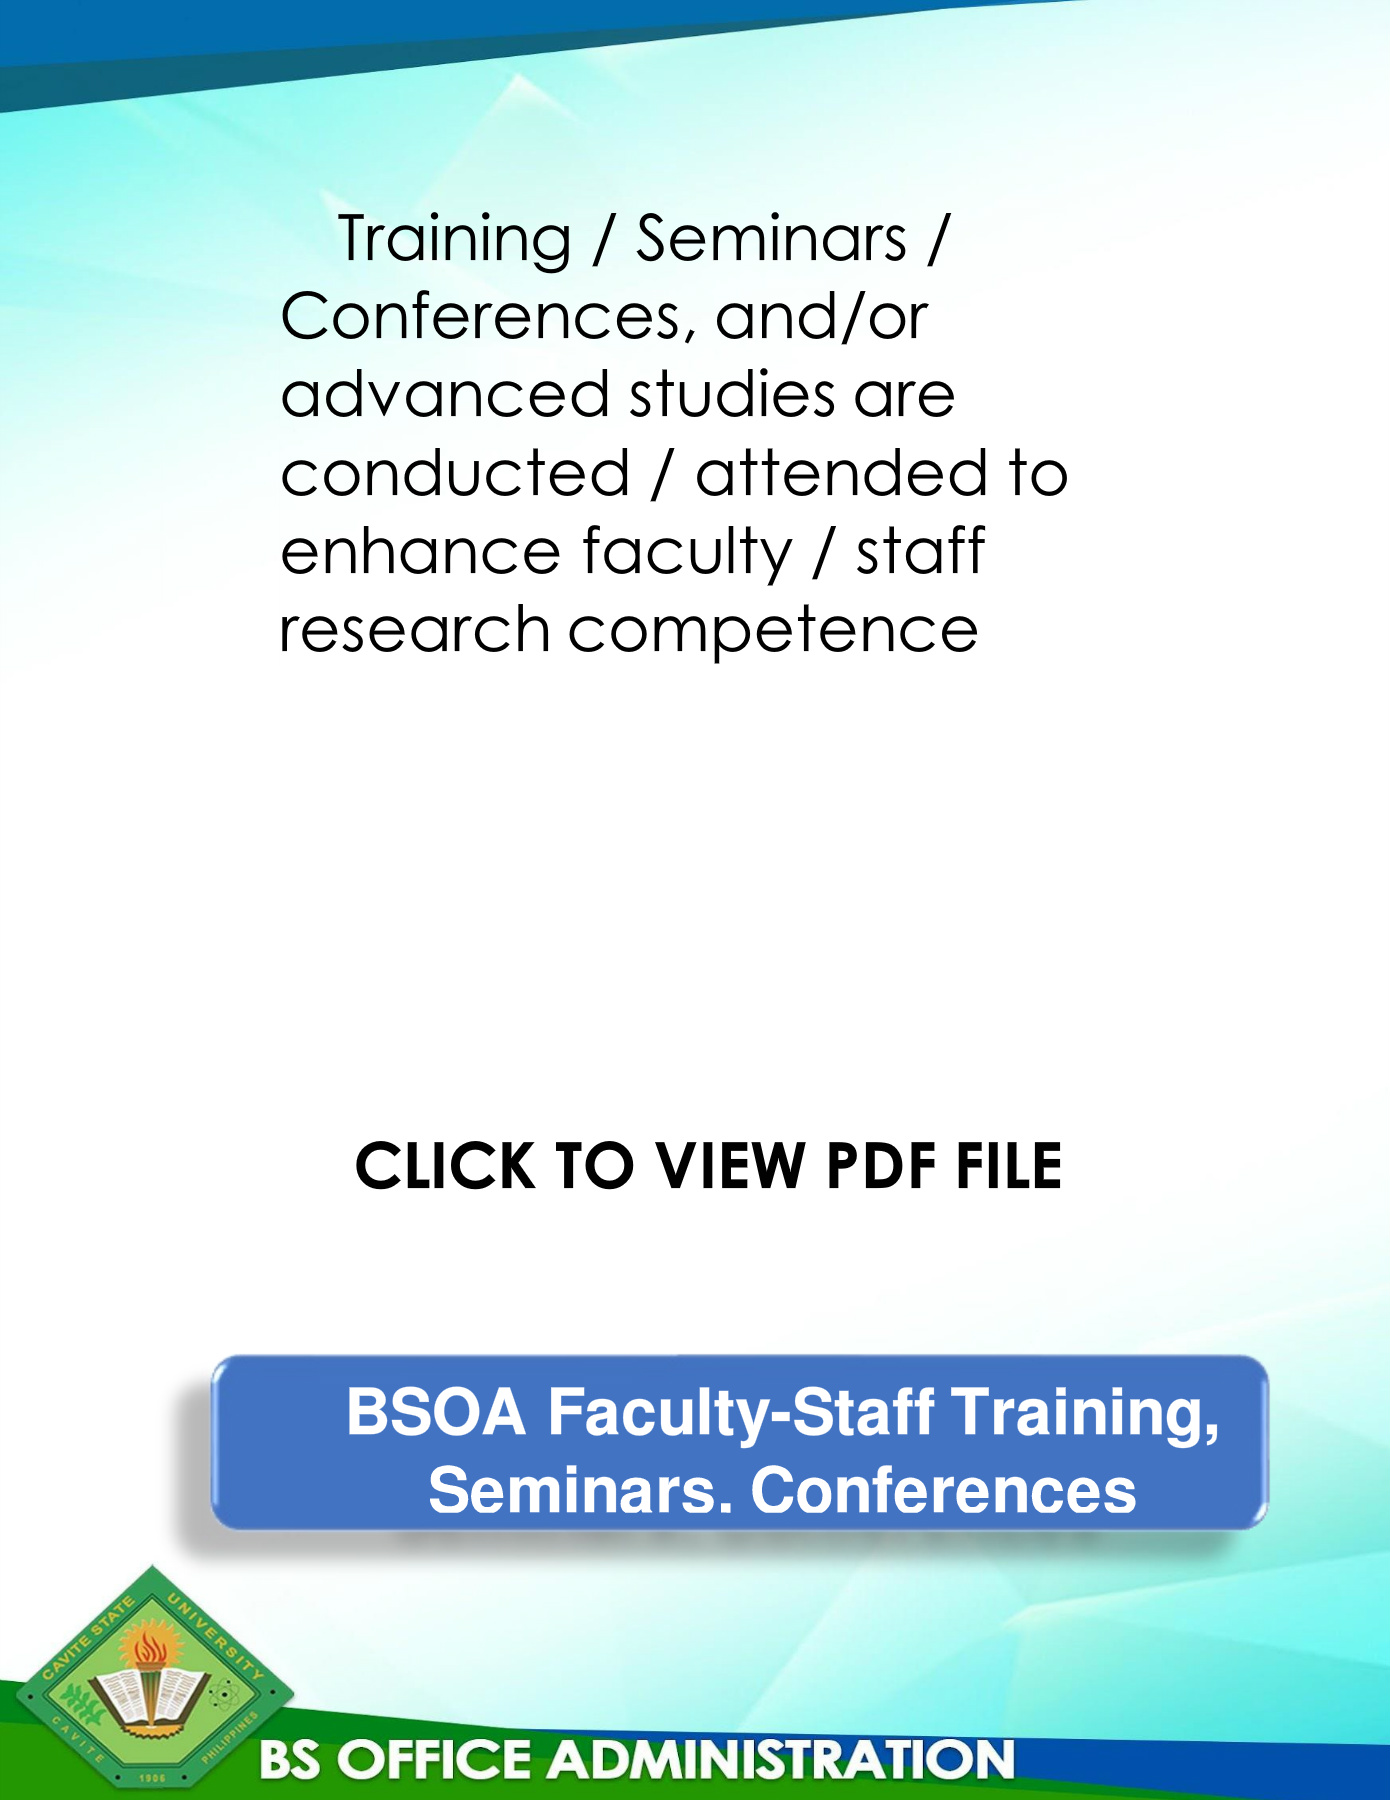 Training / Seminars /
Conferences, and/or
advanced studies are
conducted / attended to
enhance faculty / staff
research competence
CLICK TO VIEW PDF FILE
BSOA Faculty-Staff Training,
Seminars. Conferences
CAVITE STATE UNIVERSITY
CAVITE PHILIPPINES
1906
BS OFFICE ADMINISTRATION